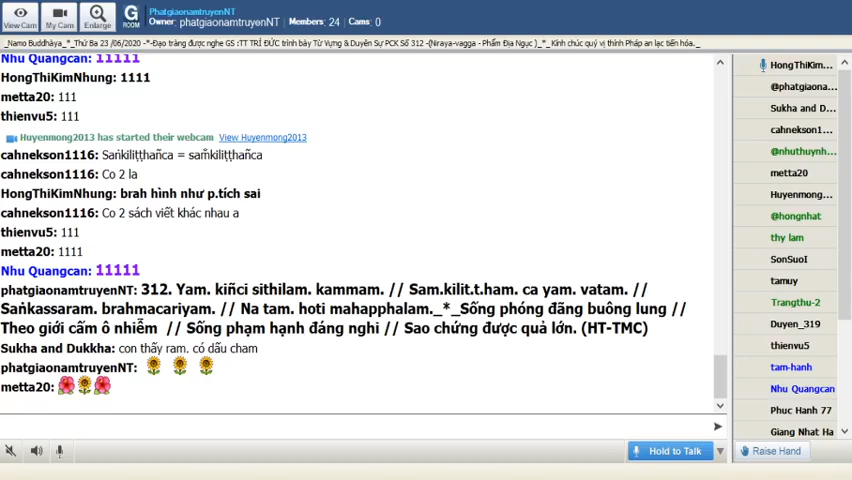 PhatgiaonamtruyenNT
Owner: phatgiaonamtruyenNT Members: 24 Cams: 0
View Cam My Cam Enlarge G ROOM
_Namo Buddhāya_*_Thứ Ba 23 /06/2020 -*-Đạo tràng được nghe GS :TT TRÍ ĐỨC trình bày Từ Vựng & Duyên Sự PCK Số 312 -(Niraya-vagga - Phẩm Địa Ngục )_*_ Kính chúc quý vị thính Pháp an lạc tiến hóa._
Nhu Quangcan: 11111
HongThiKimNhung: 1111
metta20: 111
thienvu5: 111
Huyenmong2013 has started their webcam View Huyenmong2013
cahnekson1116: Saṅkiliṭṭhañca = saṁkiliṭṭhañca
cahnekson1116: Co 2 la
HongThiKimNhung: brah hình như p.tích sai
cahnekson1116: Có 2 sách viết khác nhau a
thienvu5: 111
metta20: 1111
Nhu Quangcan: 11111
phatgiaonamtruyenNT: 312. Yam. kiñci sithilam. kammam. // Sam.kilit.t.ham. ca yam. vatam. //
Saṅkassaram. brahmacariyam. // Na tam. hoti mahapphalam._*_Sống phóng đãng buông lung //
Theo giới cấm ô nhiễm // Sống phạm hạnh đáng nghi // Sao chứng được quả lớn. (HT-TMC)
Sukha and Dukkha: con thấy ram. có dấu cham
phatgiaonamtruyenNT:
metta20:
HongThiKim...
@phatgiaona...
Sukha and D...
cahnekson1...
@nhuthuynh...
metta20
Huyenmong...
@hongnhat
thy lam
SonSuoI
tamuy
Trangthu-2
Duyen_319
thienvu5
tam-hanh
Nhu Quangcan
Phuc Hanh 77
Giang Nhat Ha
Hold to Talk
Raise Hand